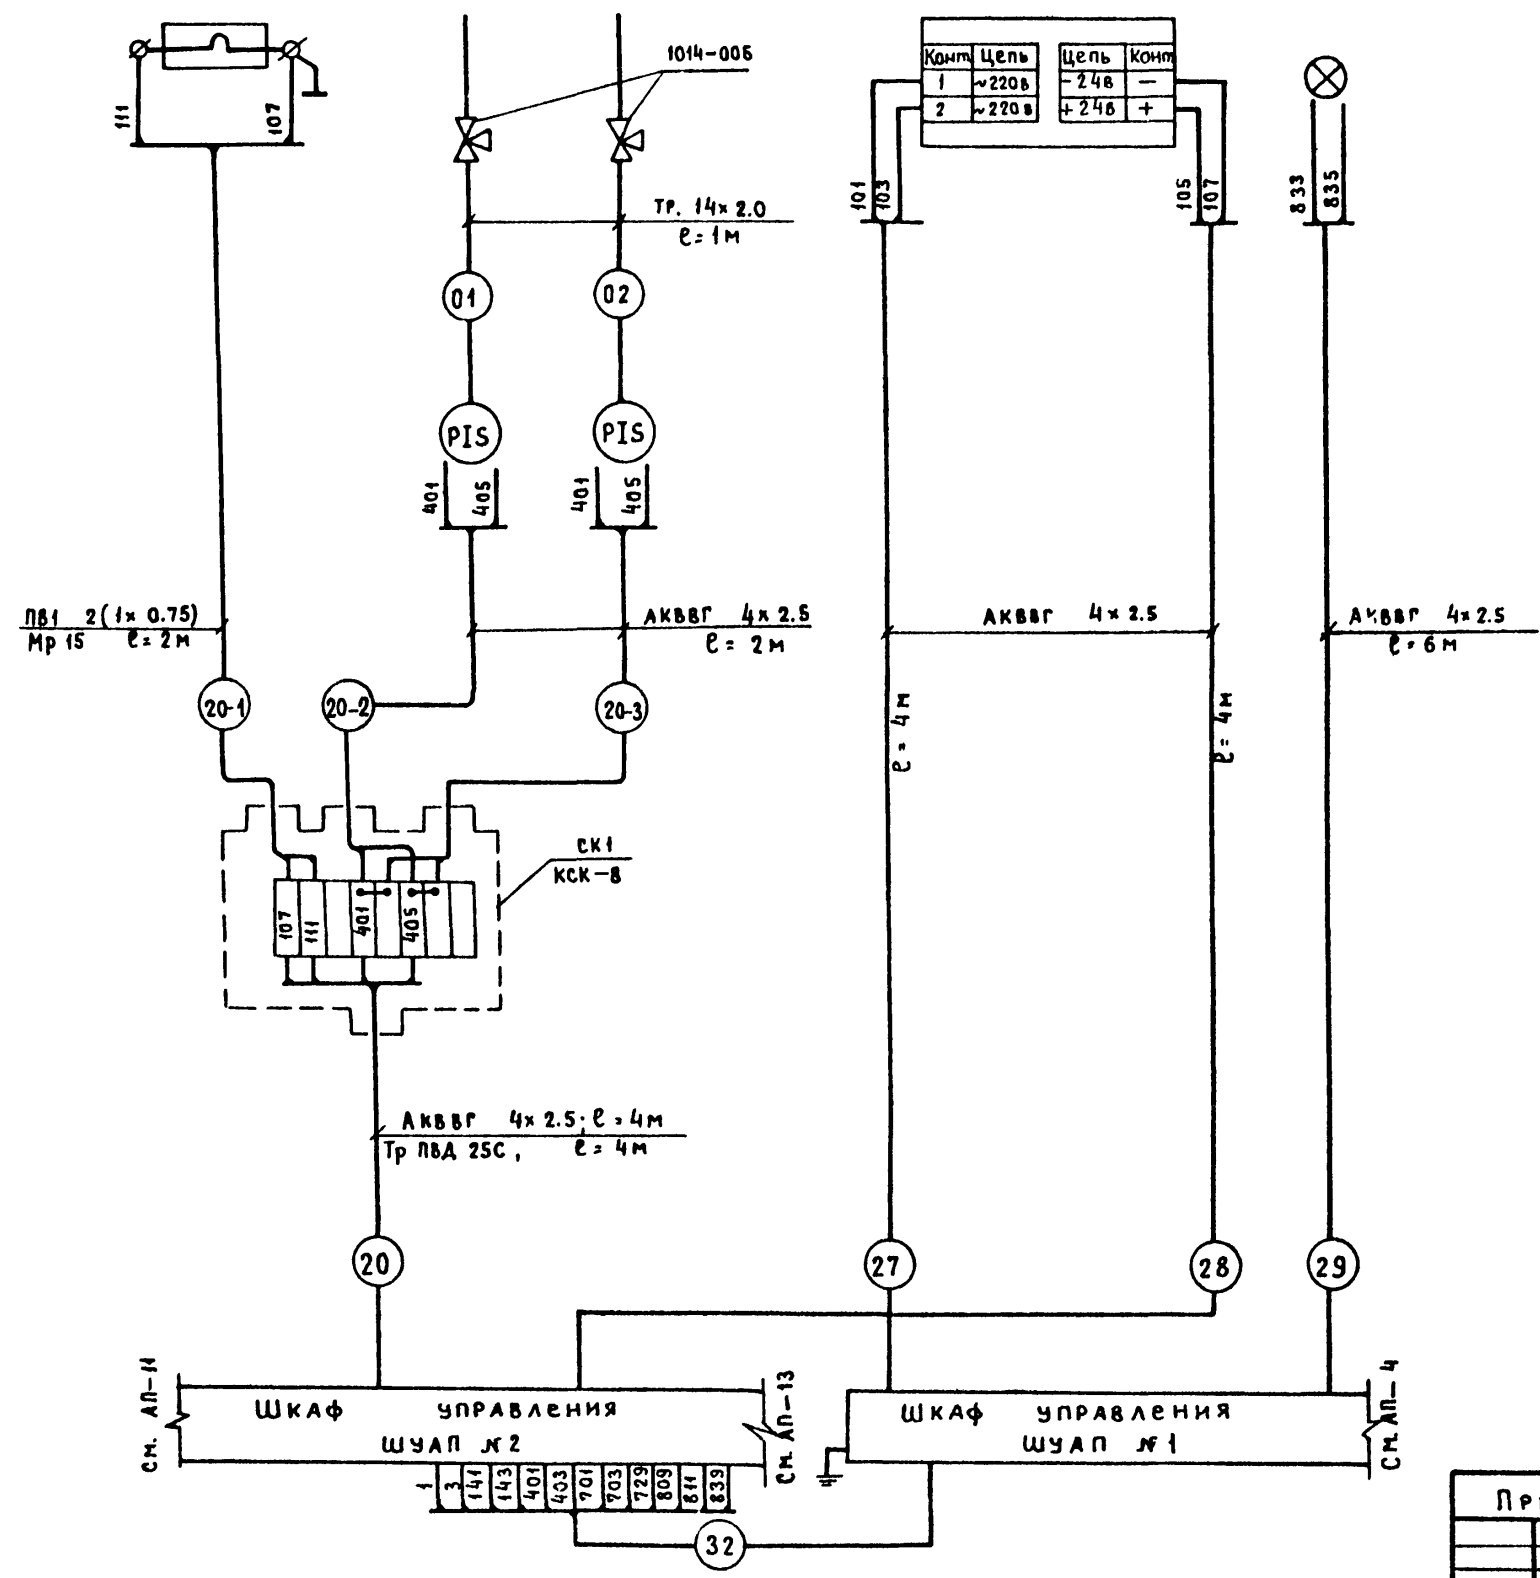 1014-00Б
Конт Цепь Цепь Конт
1 ~220В -24В —
2 ~220В +24В +
111 107
101 103 105 107 833 835
ТР. 14×2.0
ℓ=1м
01 02
PIS PIS
401 405 401 405
ПВ1 2(1×0.75)
Мр 15 ℓ=2м
АКВВГ 4×2.5
ℓ=2м
АКВВГ 4×2.5
АКВВГ 4×2.5
ℓ=6м
20-1 20-2 20-3
ℓ=4м ℓ=4м
СК1
КСК-8
107 111 401 405
АКВВГ 4×2.5; ℓ=4м
Тр ПВД 25С, ℓ=4м
20 27 28 29
См. АП-11
ШКАФ УПРАВЛЕНИЯ
ШУАП №2
См. АП-13
ШКАФ УПРАВЛЕНИЯ
ШУАП №1
См. АП-4
1 3 141 143 401 403 701 703 729 809 811 839
32